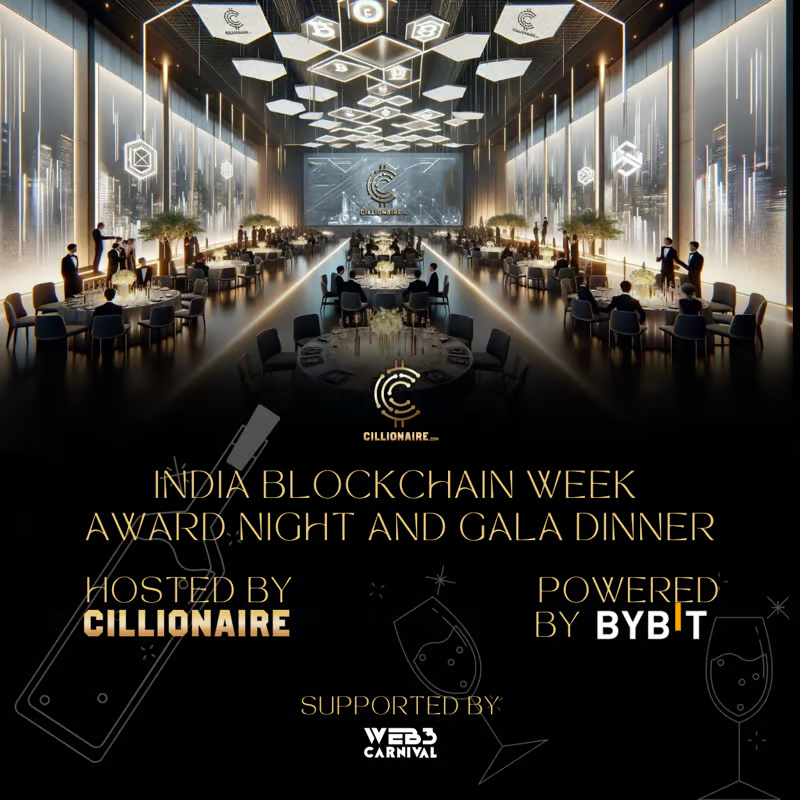 CILLIONAIRE
CILLIONAIRE.COM
INDIA BLOCKCHAIN WEEK
AWARD NIGHT AND GALA DINNER
HOSTED BY
CILLIONAIRE
POWERED
BY BYBIT
SUPPORTED BY
WEB3
CARNIVAL